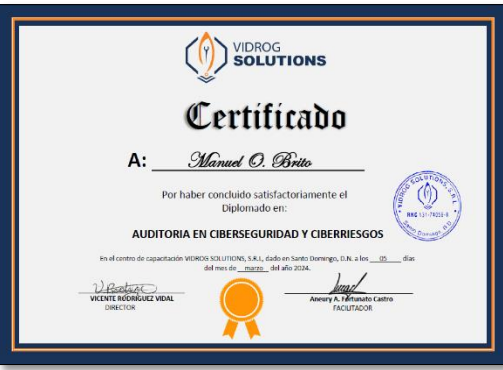 VIDROG
SOLUTIONS
Certificado
A: Manuel O. Brito
Por haber concluido satisfactoriamente el
Diplomado en:
AUDITORIA EN CIBERSEGURIDAD Y CIBERRIESGOS
En el centro de capacitación VIDROG SOLUTIONS, S.R.L, dado en Santo Domingo, D.N. a los 05 días
del mes de marzo del año 2024.
VIDROG SOLUTIONS, S.R.L
Santo Domingo, R.D.
VICENTE RODRÍGUEZ VIDAL
DIRECTOR
Aneury A. Fortunato Castro
FACILITADOR